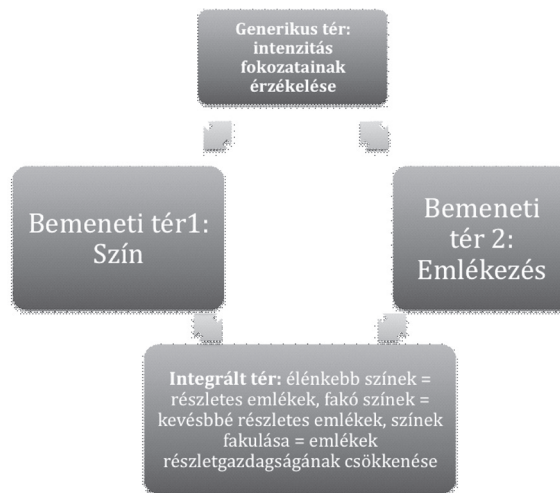 Generikus tér:
intenzitás
fokozatainak
érzékelése
Bemeneti tér1:
Szín
Bemeneti
tér 2:
Emlékezés
Integrált tér: élénkebb színek =
részletes emlékek, fakó színek =
kevésbbé részletes emlékek, színek
fakulása = emlékek
részletgazdagságának csökkenése